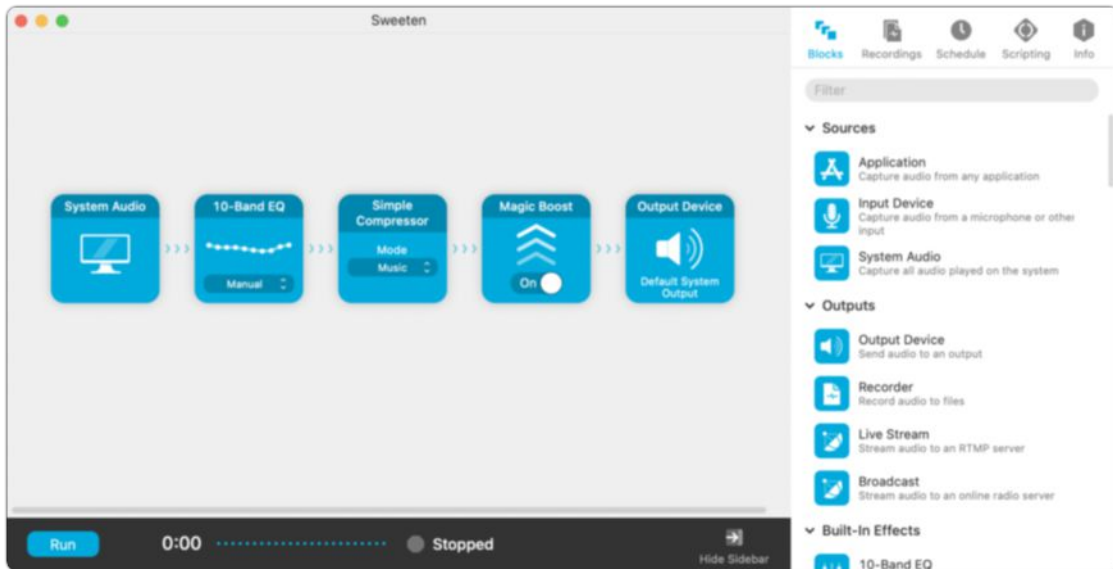 Sweeten
Blocks
Recordings
Schedule
Scripting
Info
System Audio
10-Band EQ
Manual
Simple
Compressor
Mode
Music
Magic Boost
On
Output Device
Default System
Output
Filter
Sources
Application
Capture audio from any application
Input Device
Capture audio from a microphone or other
input
System Audio
Capture all audio played on the system
Outputs
Output Device
Send audio to an output
Recorder
Record audio to files
Live Stream
Stream audio to an RTMP server
Broadcast
Stream audio to an online radio server
Built-In Effects
10-Band EQ
Run
0:00
Stopped
Hide Sidebar